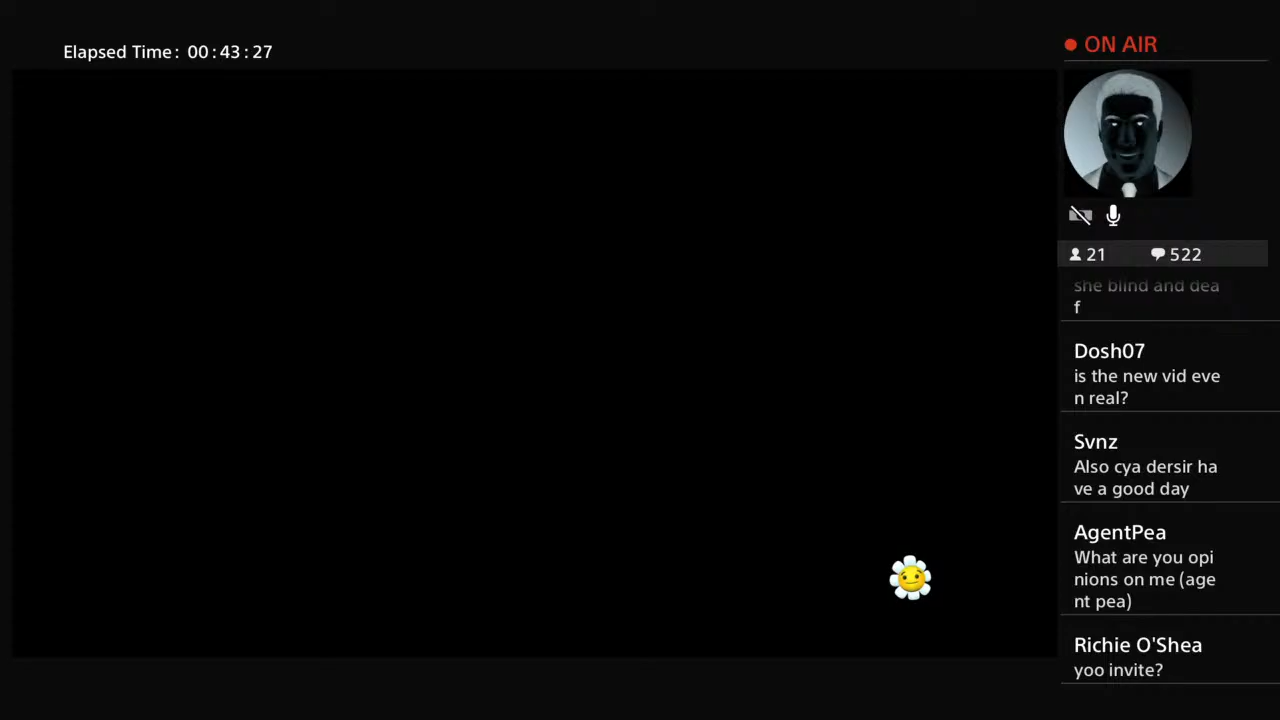 Elapsed Time: 00:43:27
ON AIR
21 522
she blind and dea
f
Dosh07
is the new vid eve
n real?
Svnz
Also cya dersir ha
ve a good day
AgentPea
What are you opi
nions on me (age
nt pea)
Richie O'Shea
yoo invite?